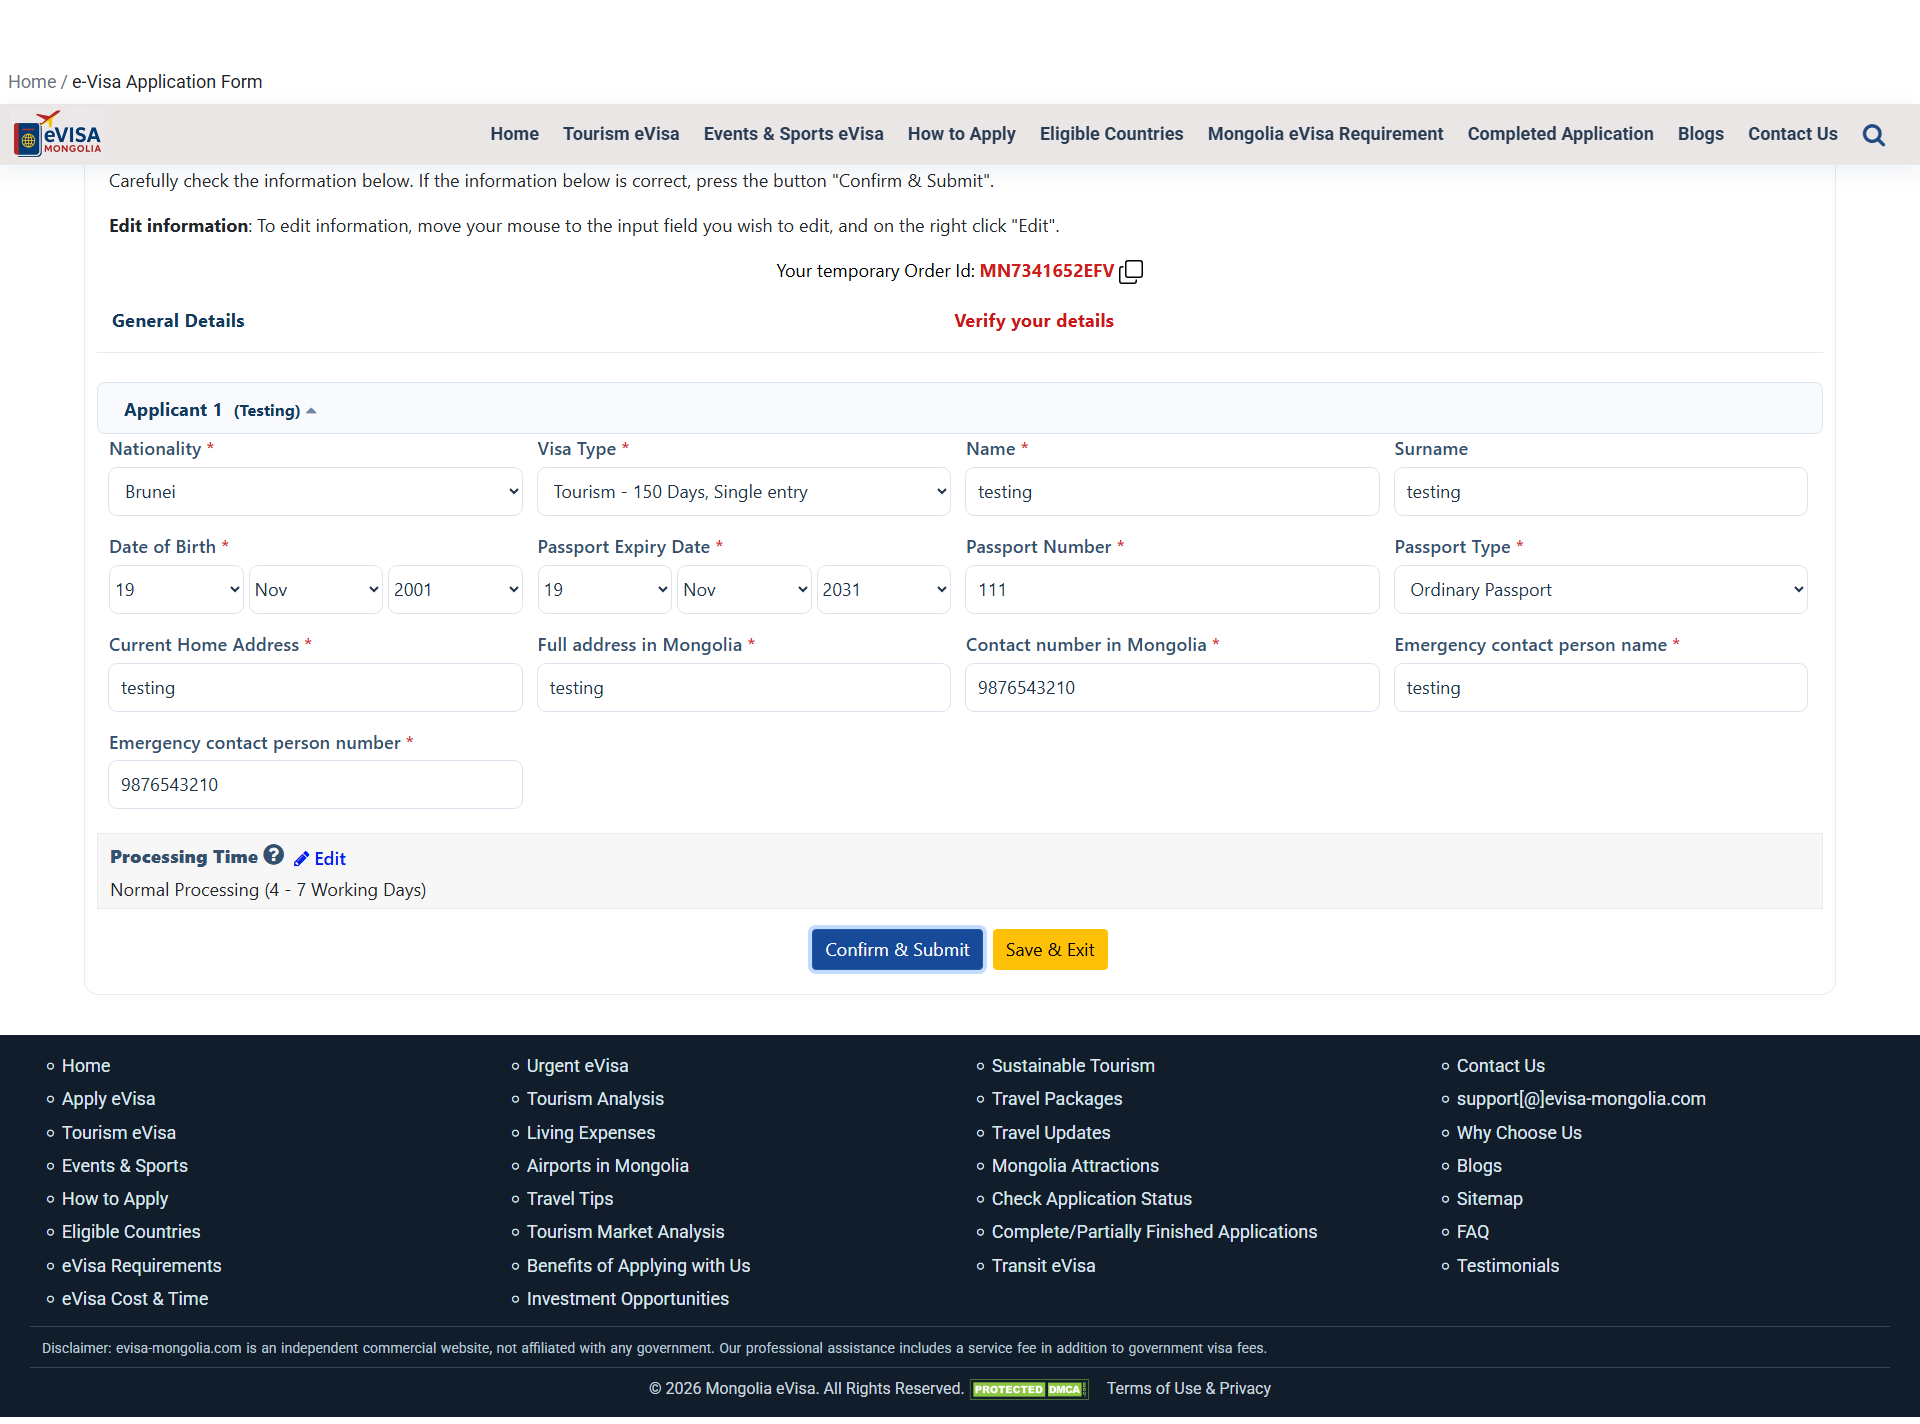 Home / e-Visa Application Form
eVISA
MONGOLIA
Home Tourism eVisa Events & Sports eVisa How to Apply Eligible Countries Mongolia eVisa Requirement Completed Application Blogs Contact Us
Carefully check the information below. If the information below is correct, press the button "Confirm & Submit".
Edit information: To edit information, move your mouse to the input field you wish to edit, and on the right click "Edit".
Your temporary Order Id: MN7341652EFV
General Details Verify your details
Applicant 1 (Testing)
Nationality * Visa Type * Name * Surname
Brunei Tourism - 150 Days, Single entry testing testing
Date of Birth * Passport Expiry Date * Passport Number * Passport Type *
19 Nov 2001 19 Nov 2031 111 Ordinary Passport
Current Home Address * Full address in Mongolia * Contact number in Mongolia * Emergency contact person name *
testing testing 9876543210 testing
Emergency contact person number *
9876543210
Processing Time ? Edit
Normal Processing (4 - 7 Working Days)
Confirm & Submit Save & Exit
Home Urgent eVisa Sustainable Tourism Contact Us
Apply eVisa Tourism Analysis Travel Packages support[@]evisa-mongolia.com
Tourism eVisa Living Expenses Travel Updates Why Choose Us
Events & Sports Airports in Mongolia Mongolia Attractions Blogs
How to Apply Travel Tips Check Application Status Sitemap
Eligible Countries Tourism Market Analysis Complete/Partially Finished Applications FAQ
eVisa Requirements Benefits of Applying with Us Transit eVisa Testimonials
eVisa Cost & Time Investment Opportunities
Disclaimer: evisa-mongolia.com is an independent commercial website, not affiliated with any government. Our professional assistance includes a service fee in addition to government visa fees.
© 2026 Mongolia eVisa. All Rights Reserved. PROTECTED DMCA Terms of Use & Privacy